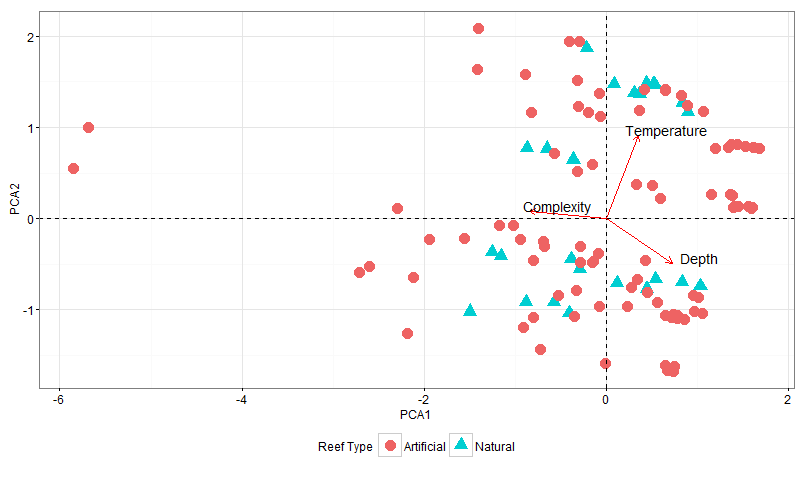 2
1
0
-1
PCA2
Temperature
Complexity
Depth
-6 -4 -2 0 2
PCA1
Reef Type Artificial Natural